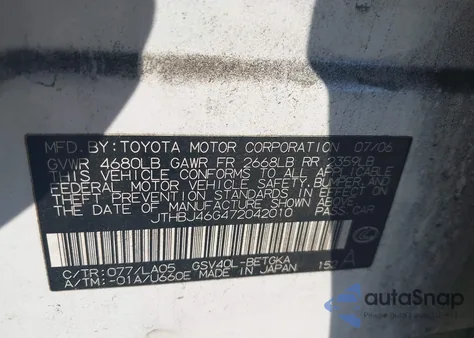 MFD. BY: TOYOTA MOTOR CORPORATION 07/06
GVWR 4680LB GAWR FR 2668LB RR 2359LB
THIS VEHICLE CONFORMS TO ALL APPLICABLE
FEDERAL MOTOR VEHICLE SAFETY, BUMPER,
AND THEFT PREVENTION STANDARDS IN EFFECT
ON THE DATE OF MANUFACTURE SHOWN ABOVE.
JTHBJ46G472042010 PASS. CAR
C/TR: 077/LA05 GSV40L-BETGKA
A/TM: -01A/U660E MADE IN JAPAN 152 A
autoSnap